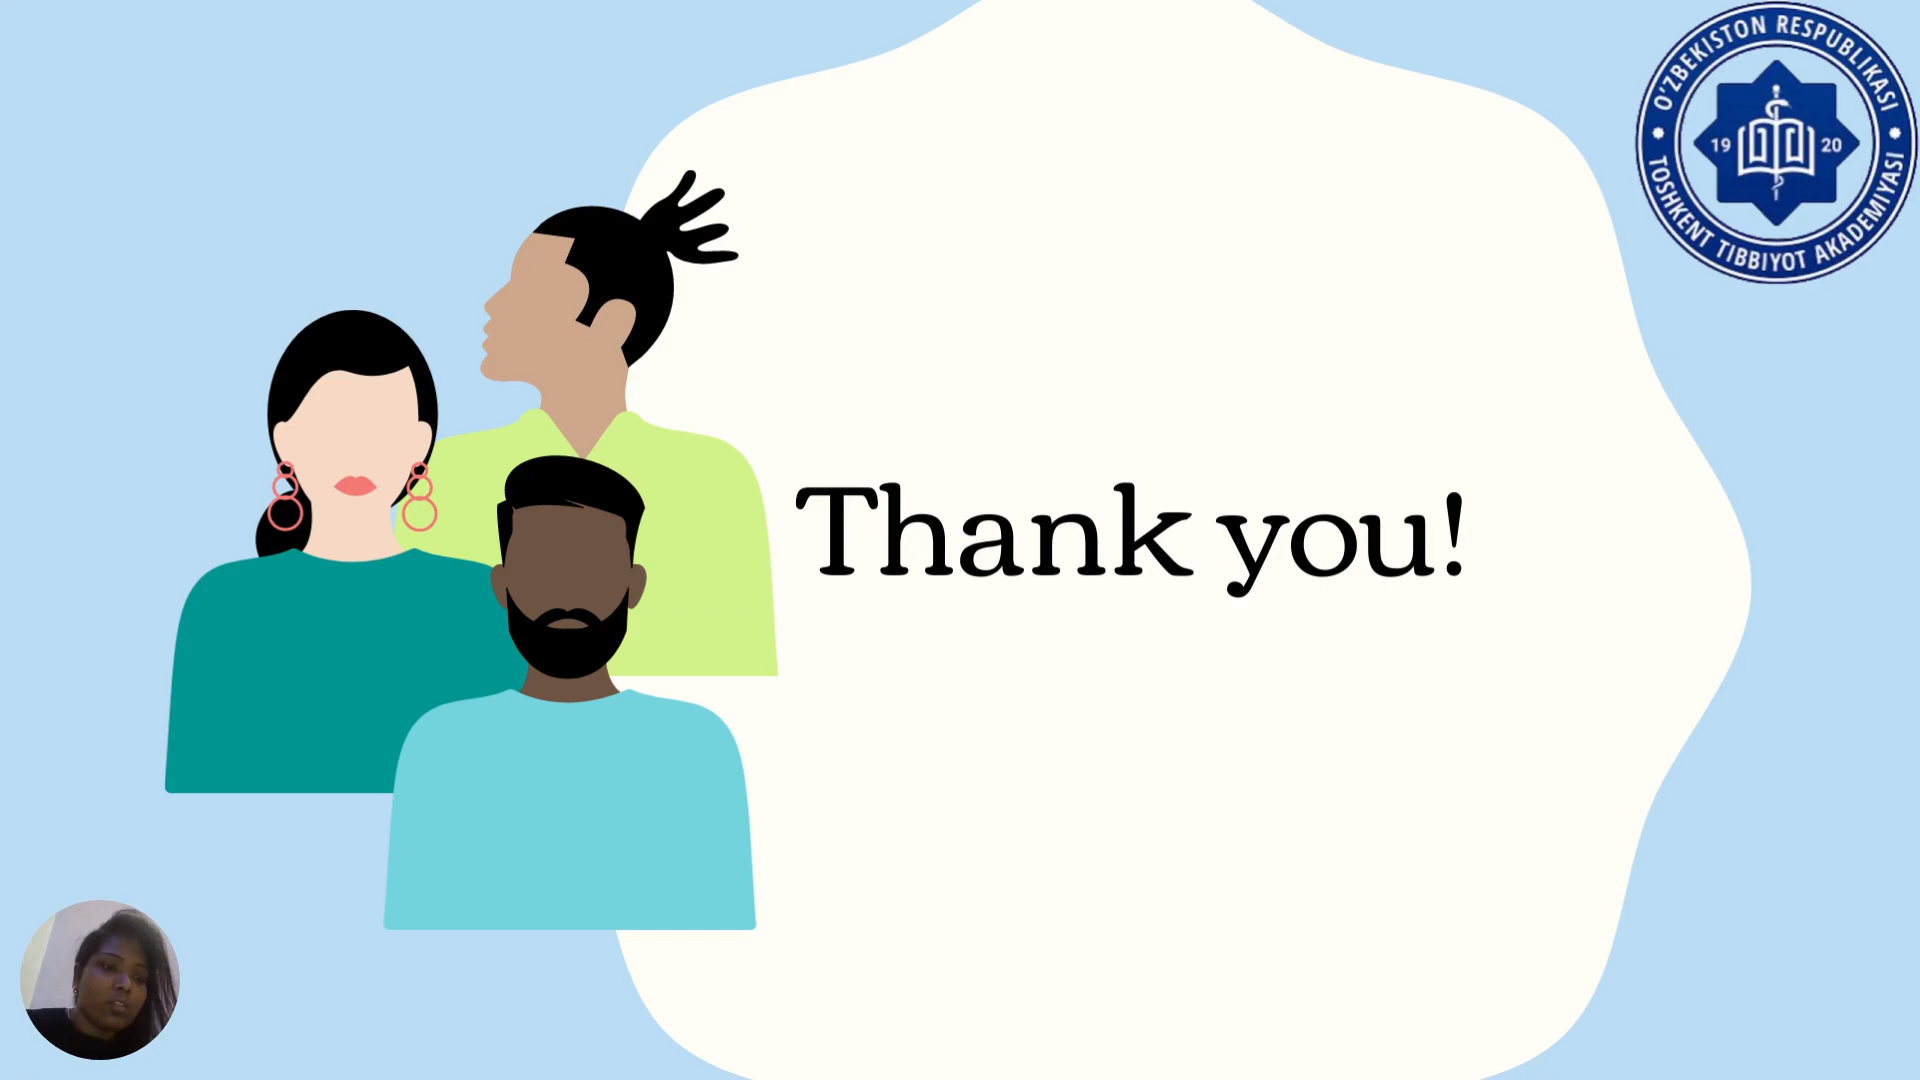 O'ZBEKISTON RESPUBLIKASI
19 20
TOSHKENT TIBBIYOT AKADEMIYASI
Thank you!